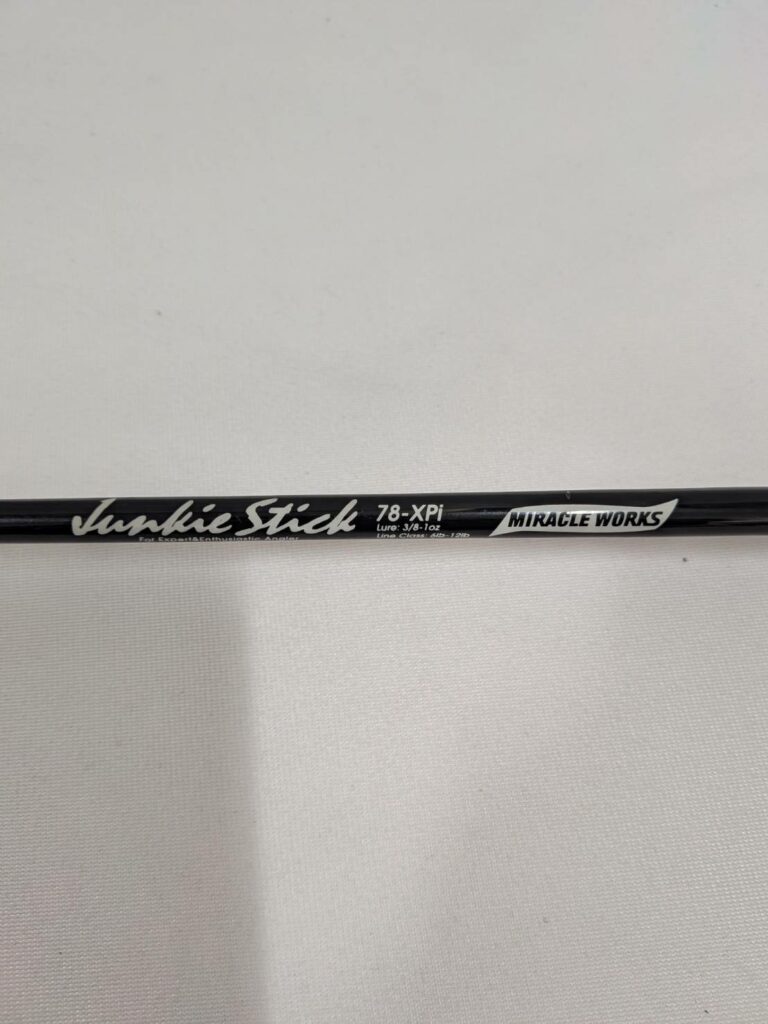 Junkie Stick
For Expert&Enthusiastic Angler
78-XPi
Lure: 3/8-1oz
Line Class: 6lb-12lb
MIRACLE WORKS